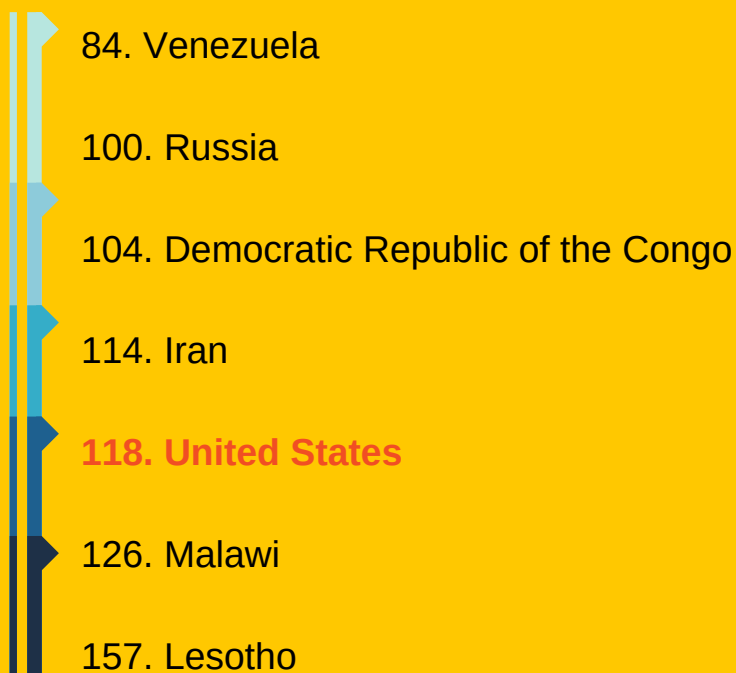 84. Venezuela
100. Russia
104. Democratic Republic of the Congo
114. Iran
118. United States
126. Malawi
157. Lesotho